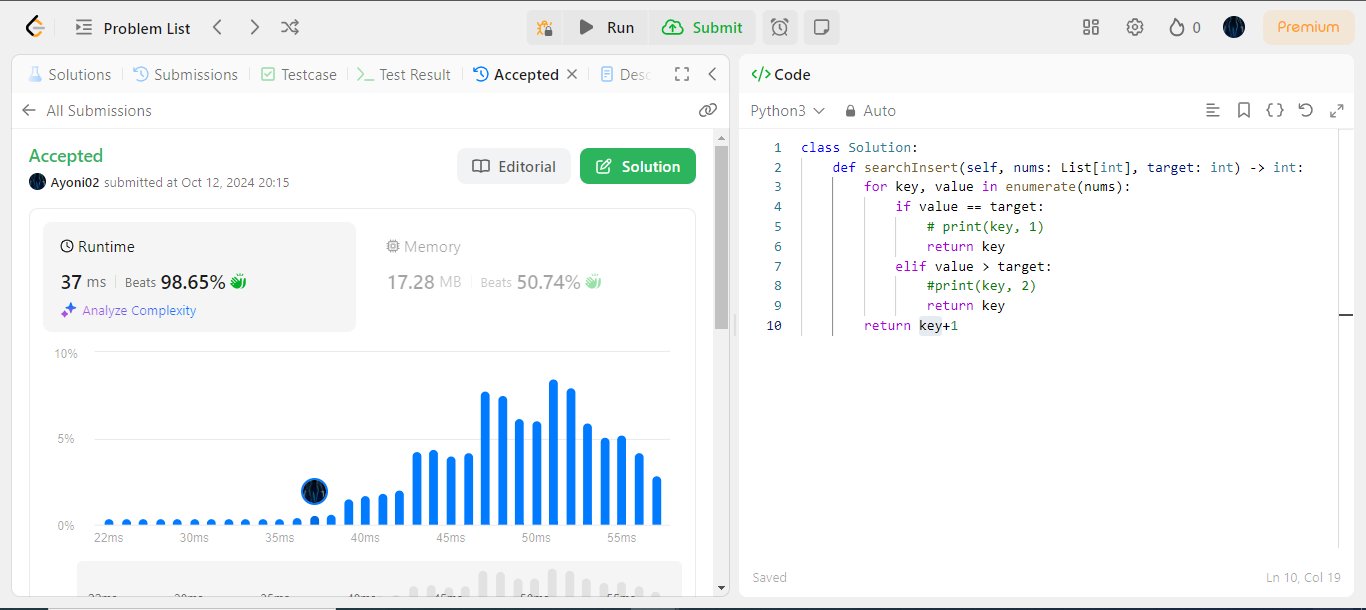 Problem List
Run
Submit
0
Premium
Solutions
Submissions
Testcase
Test Result
Accepted
Desc
All Submissions
Accepted
Ayoni02 submitted at Oct 12, 2024 20:15
Editorial
Solution
Runtime
37 ms
Beats 98.65%
Analyze Complexity
Memory
17.28 MB
Beats 50.74%
10%
5%
0%
22ms 30ms 35ms 40ms 45ms 50ms 55ms
</> Code
Python3
Auto
1 class Solution:
2 def searchInsert(self, nums: List[int], target: int) -> int:
3 for key, value in enumerate(nums):
4 if value == target:
5 # print(key, 1)
6 return key
7 elif value > target:
8 #print(key, 2)
9 return key
10 return key+1
Saved
Ln 10, Col 19